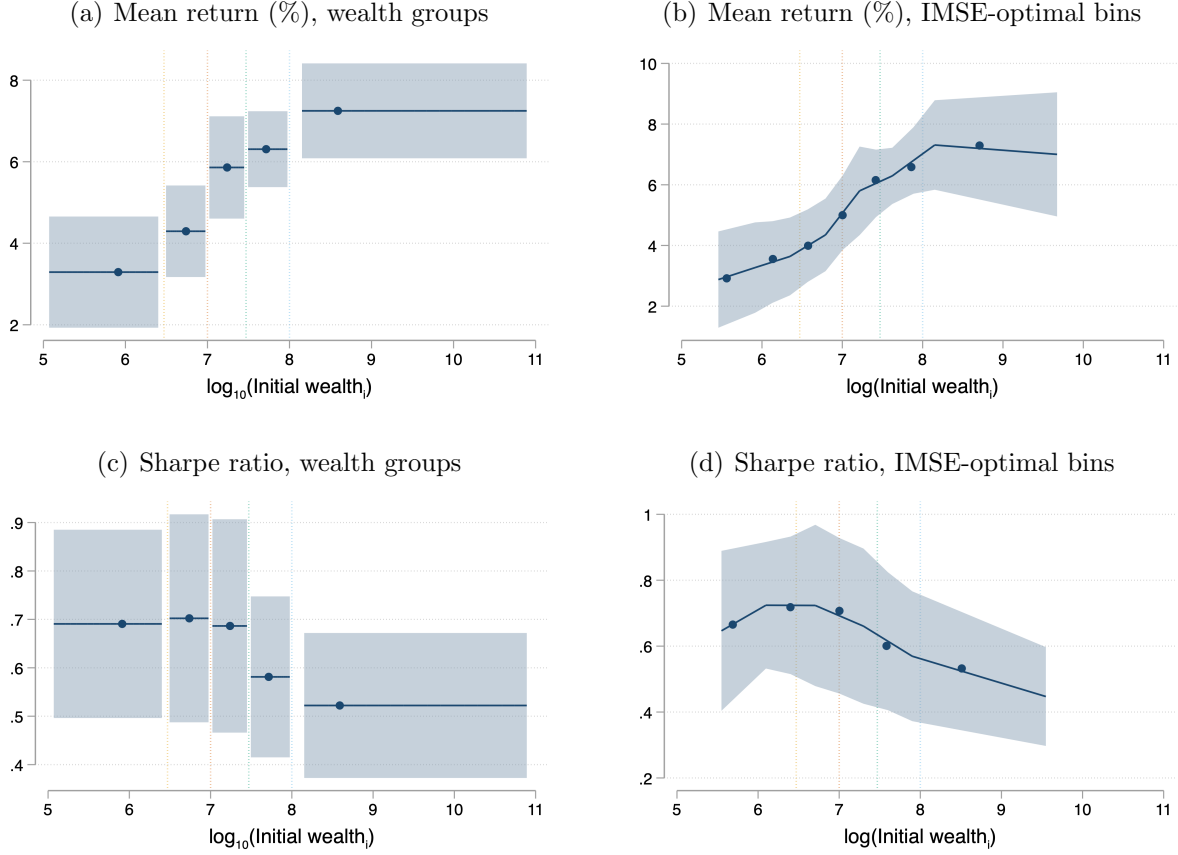 (a) Mean return (%), wealth groups
8
6
4
2
5 6 7 8 9 10 11
log₁₀(Initial wealthᵢ)
(b) Mean return (%), IMSE-optimal bins
10
8
6
4
2
5 6 7 8 9 10 11
log(Initial wealthᵢ)
(c) Sharpe ratio, wealth groups
.9
.8
.7
.6
.5
.4
5 6 7 8 9 10 11
log₁₀(Initial wealthᵢ)
(d) Sharpe ratio, IMSE-optimal bins
1
.8
.6
.4
.2
5 6 7 8 9 10 11
log(Initial wealthᵢ)